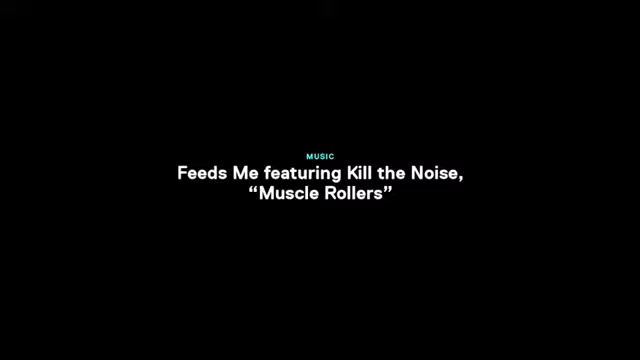 MUSIC
Feeds Me featuring Kill the Noise,
“Muscle Rollers”